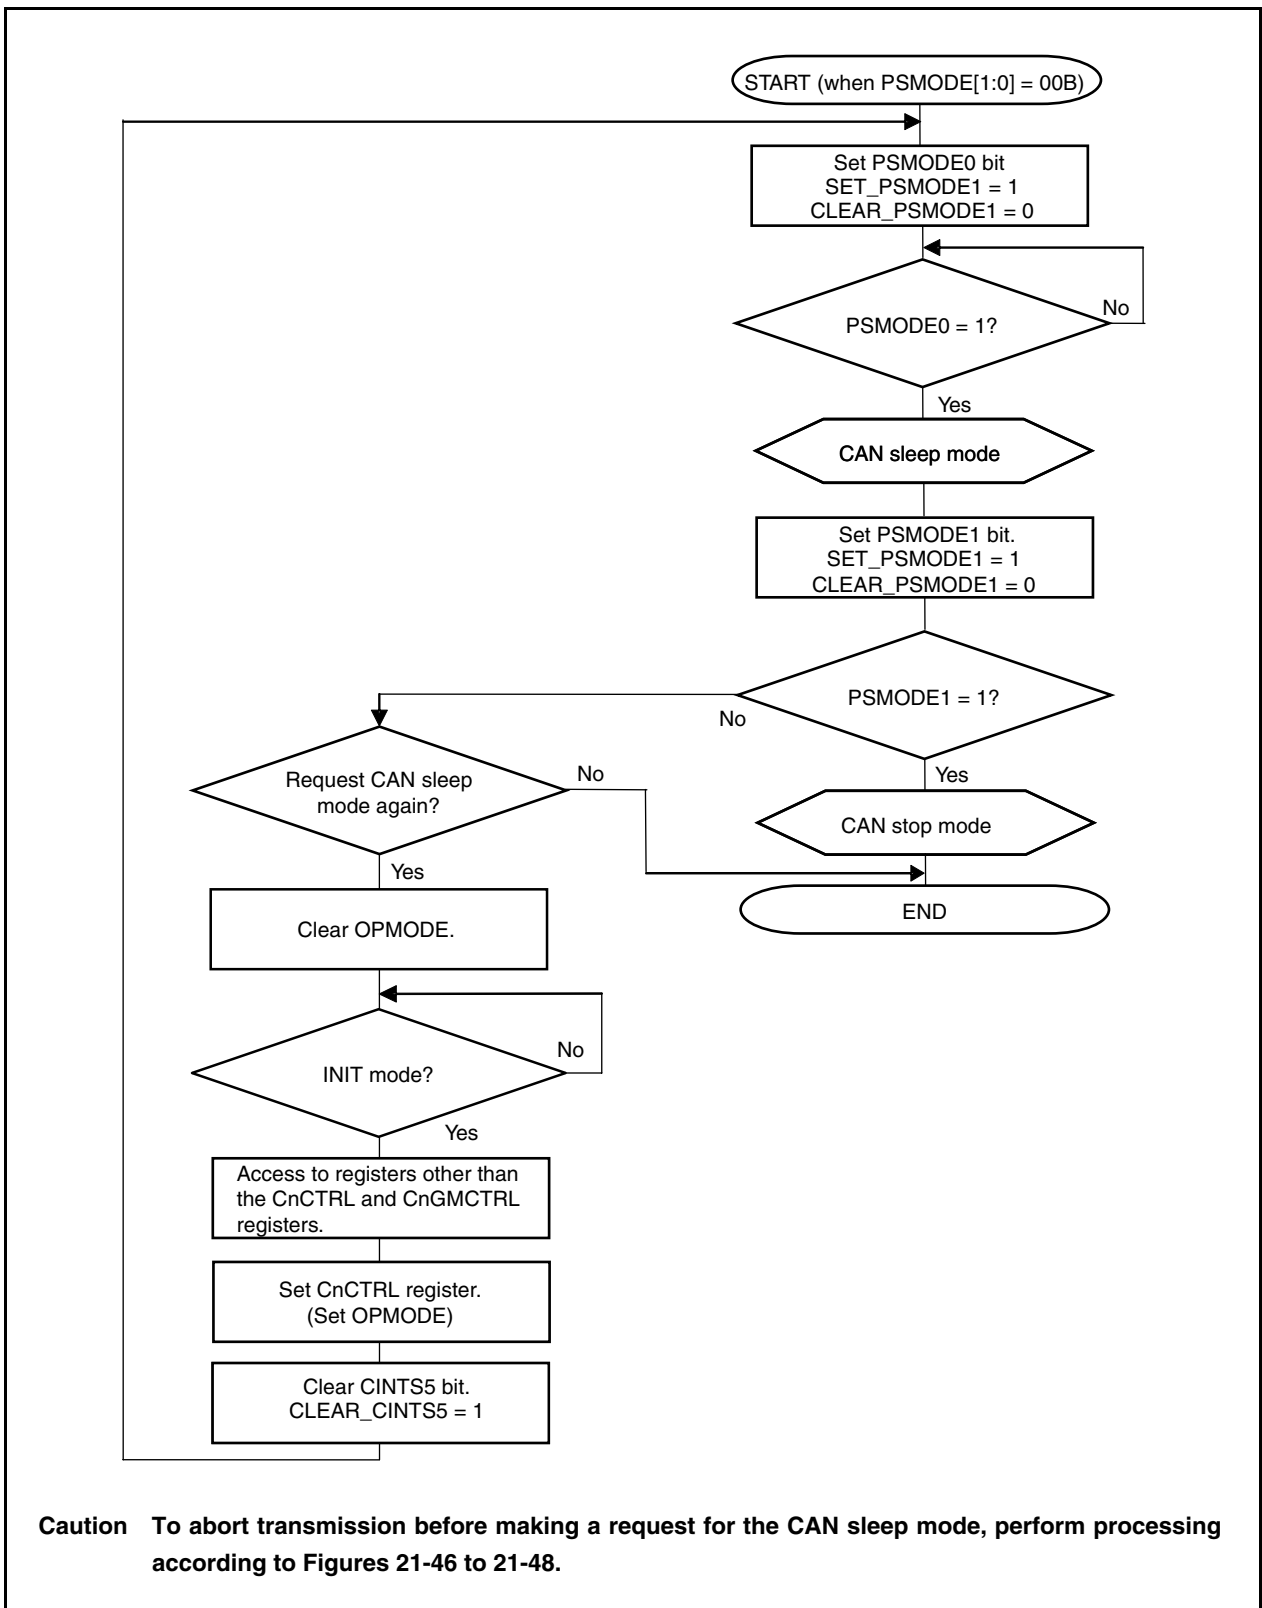 START (when PSMODE[1:0] = 00B)
Set PSMODE0 bit
SET_PSMODE1 = 1
CLEAR_PSMODE1 = 0
PSMODE0 = 1?
No
Yes
CAN sleep mode
Set PSMODE1 bit.
SET_PSMODE1 = 1
CLEAR_PSMODE1 = 0
PSMODE1 = 1?
No
Yes
CAN stop mode
END
Request CAN sleep
mode again?
No
Yes
Clear OPMODE.
INIT mode?
No
Yes
Access to registers other than
the CnCTRL and CnGMCTRL
registers.
Set CnCTRL register.
(Set OPMODE)
Clear CINTS5 bit.
CLEAR_CINTS5 = 1
Caution To abort transmission before making a request for the CAN sleep mode, perform processing
according to Figures 21-46 to 21-48.